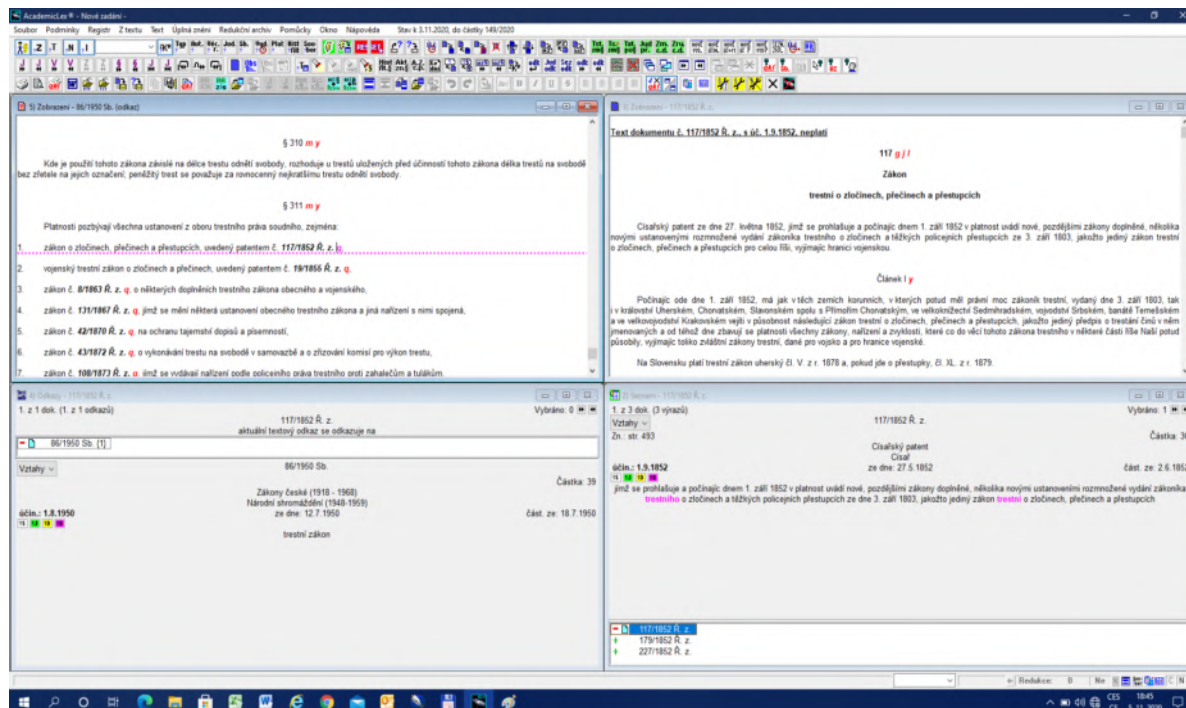 AcademicLex ® - Nové zadání -
Soubor Podmínky Registr Z textu Text Úplná znění Redukční archiv Pomůcky Okno Nápověda Stav k 3.11.2020, do částky 149/2020
5) Zobrazení - 86/1950 Sb. (odkaz)
§ 310 m y
Kde je použití tohoto zákona závislé na délce trestu odnětí svobody, rozhoduje u trestů uložených před účinností tohoto zákona délka trestů na svobodě
bez zřetele na jejich označení, peněžitý trest se považuje za rovnocenný nejkratšímu trestu odnětí svobody.
§ 311 m y
Platnosti pozbývají všechna ustanovení z oboru trestního práva soudního, zejména:
1. zákon o zločinech, přečinech a přestupcích, uvedený patentem č. 117/1852 Ř. z. q,
2. vojenský trestní zákon o zločinech a přečinech, uvedený patentem č. 19/1855 Ř. z. q,
3. zákon č. 8/1863 Ř. z. q, o některých doplněních trestního zákona obecného a vojenského,
4. zákon č. 131/1867 Ř. z. q, jímž se mění některá ustanovení obecného trestního zákona a jiná nařízení s nimi spojená,
5. zákon č. 42/1870 Ř. z. q, na ochranu tajemství dopisů a písemností,
6. zákon č. 43/1872 Ř. z. q, o vykonávání trestu na svobodě v samovazbě a o zřizování komisí pro výkon trestu,
7. zákon č. 108/1873 Ř. z. q, jímž se vydávají nařízení podle policejního práva trestního proti zahalečům a tulákům,
3) Zobrazení - 117/1852 Ř. z.
Text dokumentu č. 117/1852 Ř. z., s úč. 1.9.1852, neplatí
117 g j l
Zákon
trestní o zločinech, přečinech a přestupcích
Císařský patent ze dne 27. května 1852, jímž se prohlašuje a počínajíc dnem 1. září 1852 v platnost uvádí nové, pozdějšími zákony doplněné, několika
novými ustanoveními rozmnožené vydání zákoníka trestního o zločinech a těžkých policejních přestupcích ze 3. září 1803, jakožto jediný zákon trestní
o zločinech, přečinech a přestupcích pro celou říši, vyjímajíc hranici vojenskou.
Článek I y
Počínajíc ode dne 1. září 1852, má jak v těch zemích korunních, v kterých potud měl právní moc zákoník trestní, vydaný dne 3. září 1803, tak
i v království Uherském, Chorvatském, Slavonském spolu s Přímořím Chorvatským, ve velkoknížectví Sedmihradském, vojvodství Srbském, banátě Temešském
a ve velkovojvodství Krakovském vejíti v působnost následující zákon trestní o zločinech, přečinech a přestupcích, jakožto jediný předpis o trestání činů v něm
jmenovaných a od téhož dne zbavují se platnosti všechny zákony, nařízení a zvyklosti, které co do věcí tohoto zákona trestního v některé části říše Naší potud
působily, vyjímajíc toliko zvláštní zákony trestní, dané pro vojsko a pro hranice vojenské.
Na Slovensku platí trestní zákon uherský čl. V. z r. 1878 a, pokud jde o přestupky, čl. XL. z r. 1879.
4) Odkazy - 117/1852 Ř. z.
1. z 1 dok. (1. z 1 odkazů) Vybráno: 0
117/1852 Ř. z.
aktuální textový odkaz se odkazuje na
86/1950 Sb. {1}
Vztahy 86/1950 Sb.
Částka: 39
Zákony české (1918 - 1968)
Národní shromáždění (1948-1959)
účin.: 1.8.1950 ze dne: 12.7.1950 část. ze: 18.7.1950
trestní zákon
2) Seznam - 117/1852 Ř. z.
1. z 3 dok. (3 výrazů) Vybráno: 1
Vztahy 117/1852 Ř. z.
Zn.: str. 493 Částka: 36
Císařský patent
Císař
účin.: 1.9.1852 ze dne: 27.5.1852 část. ze: 2.6.1852
jímž se prohlašuje a počínajíc dnem 1. září 1852 v platnost uvádí nové, pozdějšími zákony doplněné, několika novými ustanoveními rozmnožené vydání zákoníka
trestního o zločinech a těžkých policejních přestupcích ze dne 3. září 1803, jakožto jediný zákon trestní o zločinech, přečinech a přestupcích
117/1852 Ř. z.
179/1852 Ř. z.
227/1852 Ř. z.
Redukce: 0 Ne
CES 18:45
5.11.2020